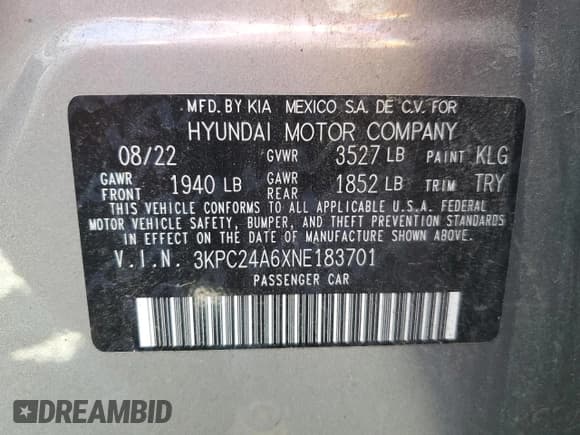 MFD. BY KIA MEXICO S.A. DE C.V. FOR
HYUNDAI MOTOR COMPANY
08/22 GVWR 3527 LB PAINT KLG
GAWR FRONT 1940 LB GAWR REAR 1852 LB TRIM TRY
THIS VEHICLE CONFORMS TO ALL APPLICABLE U.S.A. FEDERAL
MOTOR VEHICLE SAFETY, BUMPER, AND THEFT PREVENTION STANDARDS
IN EFFECT ON THE DATE OF MANUFACTURE SHOWN ABOVE.
V.I.N. 3KPC24A6XNE183701
PASSENGER CAR
DREAMBID